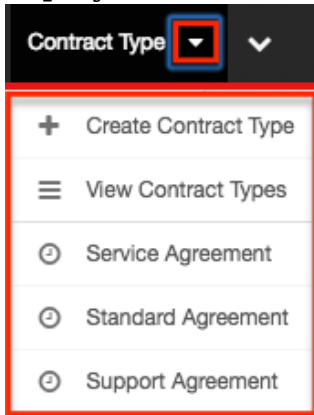 Contract Type
Create Contract Type
View Contract Types
Service Agreement
Standard Agreement
Support Agreement